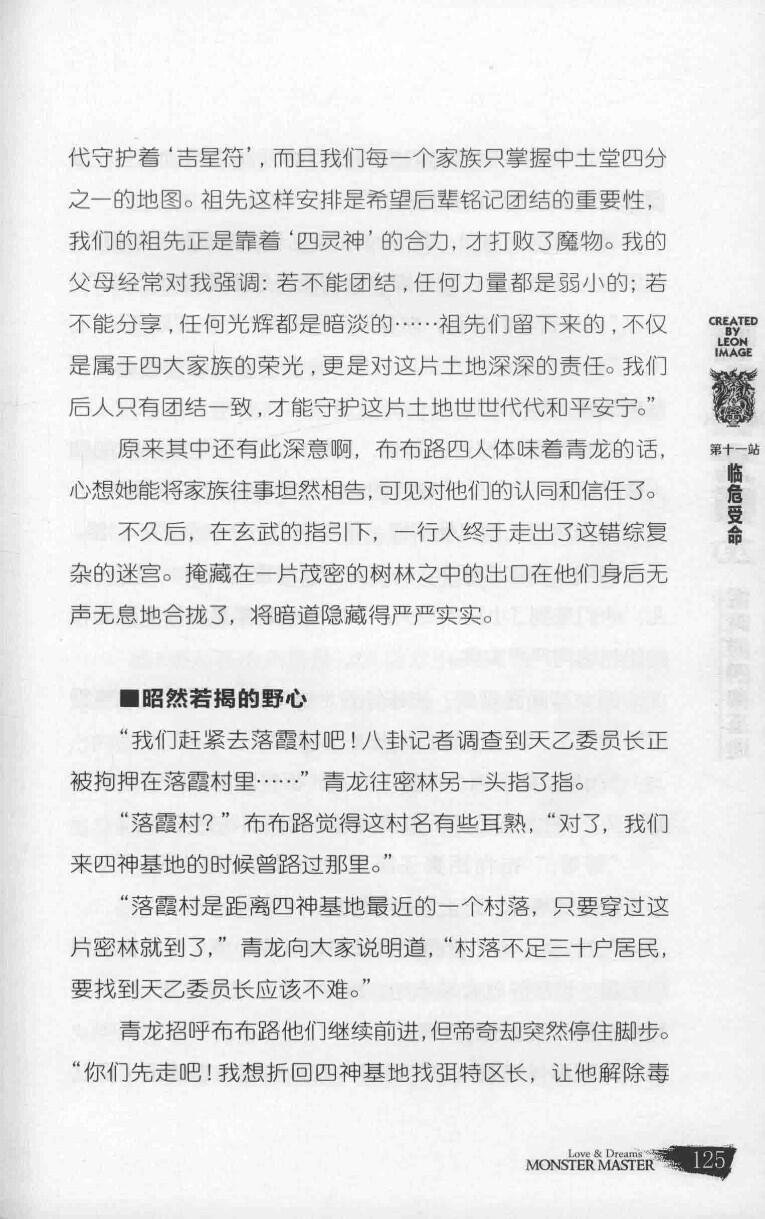 代守护着‘吉星符’，而且我们每一个家族只掌握中土堂四分
之一的地图。祖先这样安排是希望后辈铭记团结的重要性，
我们的祖先正是靠着‘四灵神’的合力，才打败了魔物。我的
父母经常对我强调：若不能团结，任何力量都是弱小的；若
不能分享，任何光辉都是暗淡的……祖先们留下来的，不仅
是属于四大家族的荣光，更是对这片土地深深的责任。我们
后人只有团结一致，才能守护这片土地世世代代和平安宁。”
原来其中还有此深意啊，布布路四人体味着青龙的话，
心想她能将家族往事坦然相告，可见对他们的认同和信任了。
不久后，在玄武的指引下，一行人终于走出了这错综复
杂的迷宫。掩藏在一片茂密的树林之中的出口在他们身后无
声无息地合拢了，将暗道隐藏得严严实实。
■昭然若揭的野心
“我们赶紧去落霞村吧！八卦记者调查到天乙委员长正
被拘押在落霞村里……”青龙往密林另一头指了指。
“落霞村？”布布路觉得这村名有些耳熟，“对了，我们
来四神基地的时候曾路过那里。”
“落霞村是距离四神基地最近的一个村落，只要穿过这
片密林就到了，”青龙向大家说明道，“村落不足三十户居民，
要找到天乙委员长应该不难。”
青龙招呼布布路他们继续前进，但帝奇却突然停住脚步。
“你们先走吧！我想折回四神基地找弭特区长，让他解除毒
CREATED
BY
LEON
IMAGE
第十一站
临危受命
Love & Dreams
MONSTER MASTER
125